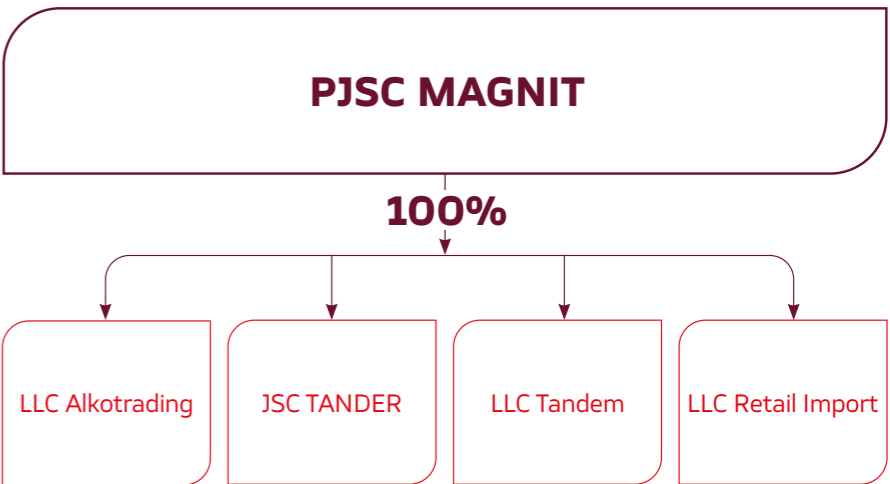 PJSC MAGNIT
100%
LLC Alkotrading
JSC TANDER
LLC Tandem
LLC Retail Import